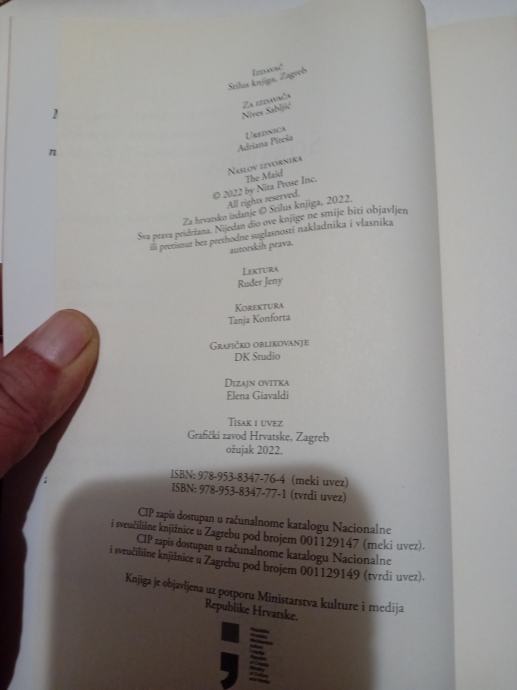 Izdavač
Stilus knjiga, Zagreb
Za izdavača
Nives Sabljić
Urednica
Adriana Piteša
Naslov izvornika
The Maid
© 2022 by Nita Prose Inc.
All rights reserved.
Za hrvatsko izdanje © Stilus knjiga, 2022.
Sva prava pridržana. Nijedan dio ove knjige ne smije biti objavljen
ili pretisnut bez prethodne suglasnosti nakladnika i vlasnika
autorskih prava.
Lektura
Ruđer Jeny
Korektura
Tanja Konforta
Grafičko oblikovanje
DK Studio
Dizajn ovitka
Elena Giavaldi
Tisak i uvez
Grafički zavod Hrvatske, Zagreb
ožujak 2022.
ISBN: 978-953-8347-76-4 (meki uvez)
ISBN: 978-953-8347-77-1 (tvrdi uvez)
CIP zapis dostupan u računalnome katalogu Nacionalne
i sveučilišne knjižnice u Zagrebu pod brojem 001129147 (meki uvez).
CIP zapis dostupan u računalnome katalogu Nacionalne
i sveučilišne knjižnice u Zagrebu pod brojem 001129149 (tvrdi uvez).
Knjiga je objavljena uz potporu Ministarstva kulture i medija
Republike Hrvatske.